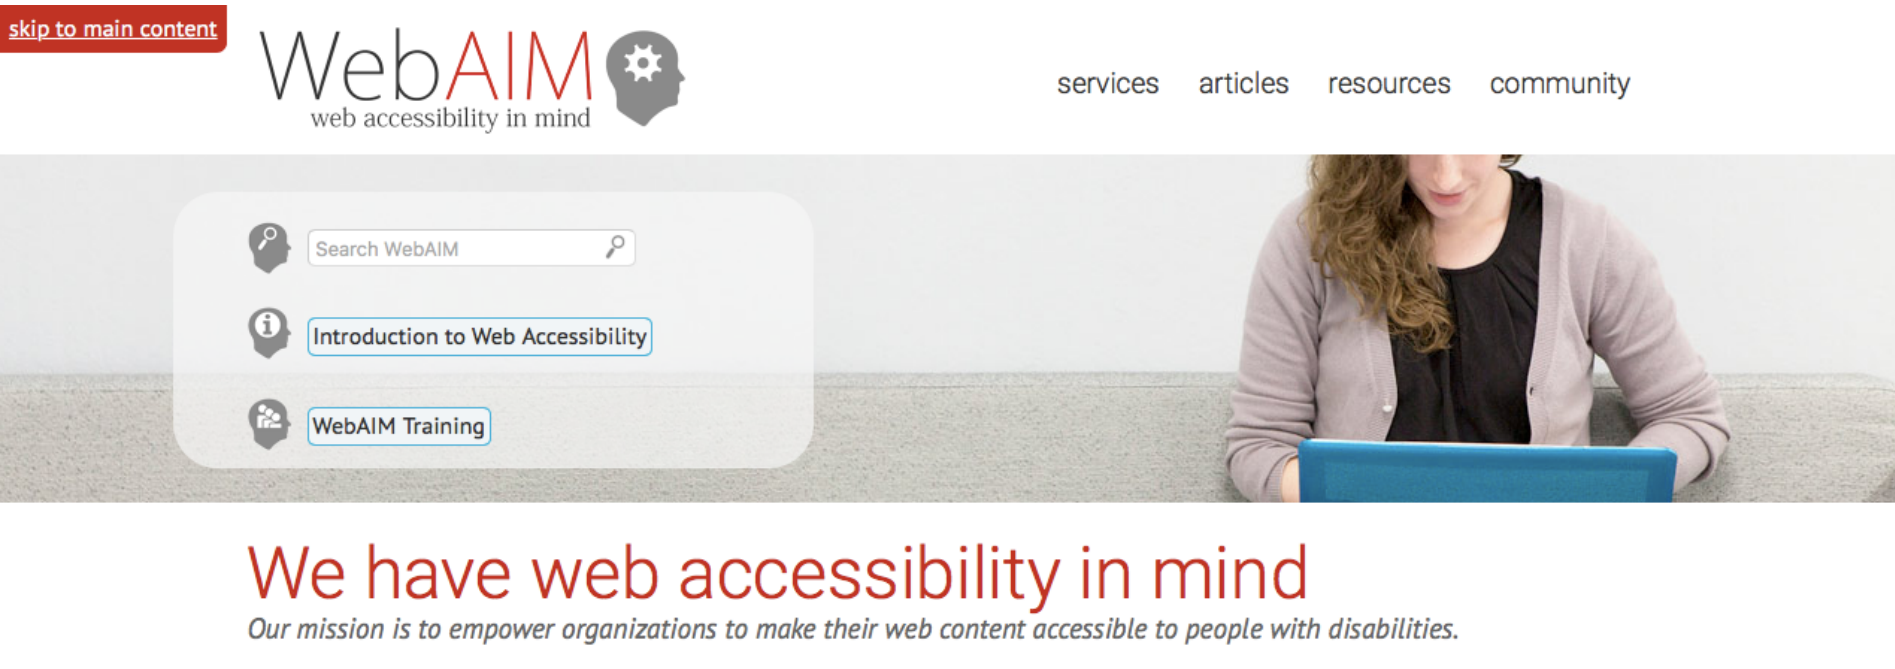 skip to main content
WebAIM
web accessibility in mind
services articles resources community
Search WebAIM
Introduction to Web Accessibility
WebAIM Training
We have web accessibility in mind
Our mission is to empower organizations to make their web content accessible to people with disabilities.